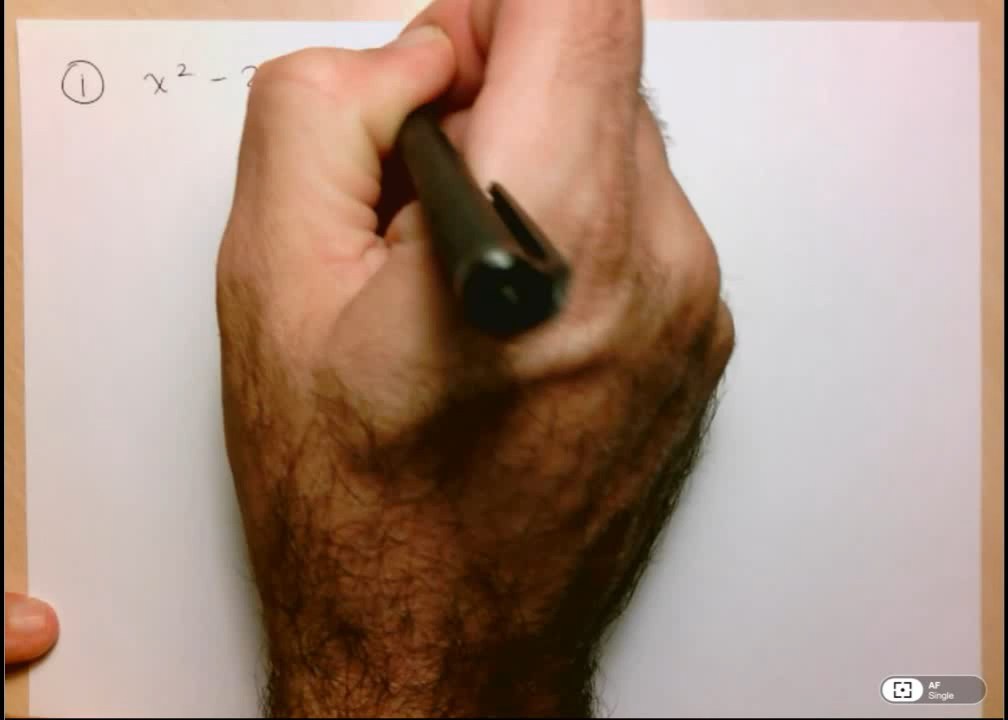 ① x² -
AF
Single